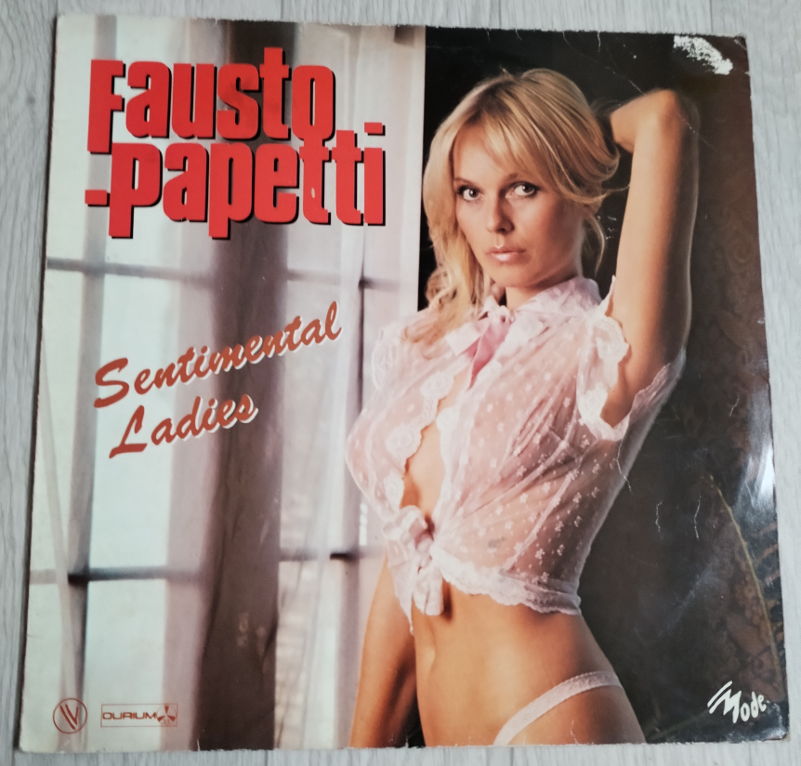 Fausto
-papetti
Sentimental
Ladies
DURIUM
Mode